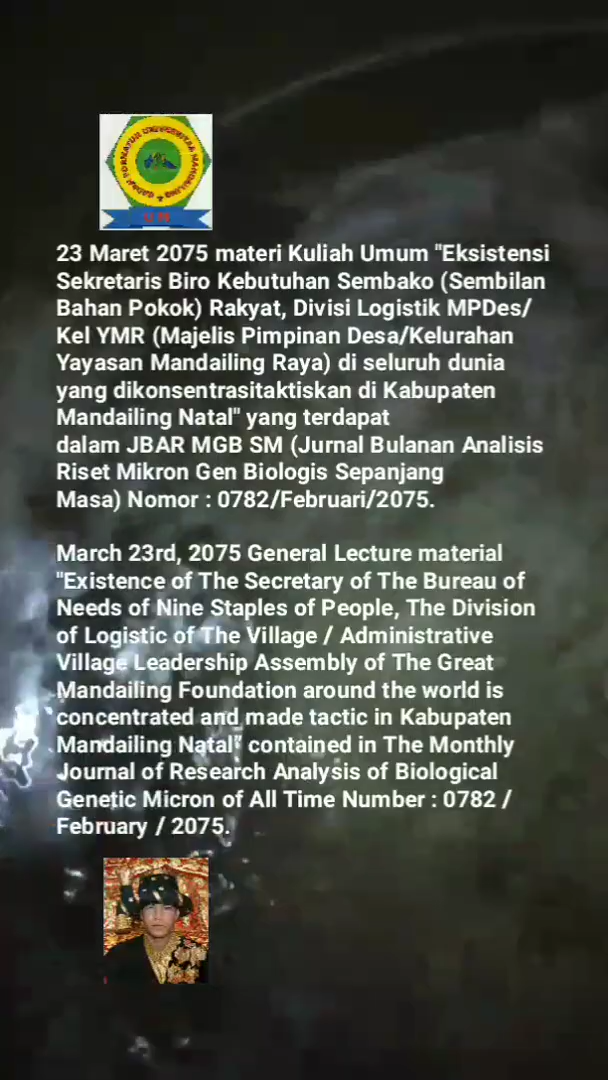 UM
23 Maret 2075 materi Kuliah Umum "Eksistensi
Sekretaris Biro Kebutuhan Sembako (Sembilan
Bahan Pokok) Rakyat, Divisi Logistik MPDes/
Kel YMR (Majelis Pimpinan Desa/Kelurahan
Yayasan Mandailing Raya) di seluruh dunia
yang dikonsentrasitaktiskan di Kabupaten
Mandailing Natal" yang terdapat
dalam JBAR MGB SM (Jurnal Bulanan Analisis
Riset Mikron Gen Biologis Sepanjang
Masa) Nomor : 0782/Februari/2075.
March 23rd, 2075 General Lecture material
"Existence of The Secretary of The Bureau of
Needs of Nine Staples of People, The Division
of Logistic of The Village / Administrative
Village Leadership Assembly of The Great
Mandailing Foundation around the world is
concentrated and made tactic in Kabupaten
Mandailing Natal" contained in The Monthly
Journal of Research Analysis of Biological
Genetic Micron of All Time Number : 0782 /
February / 2075.